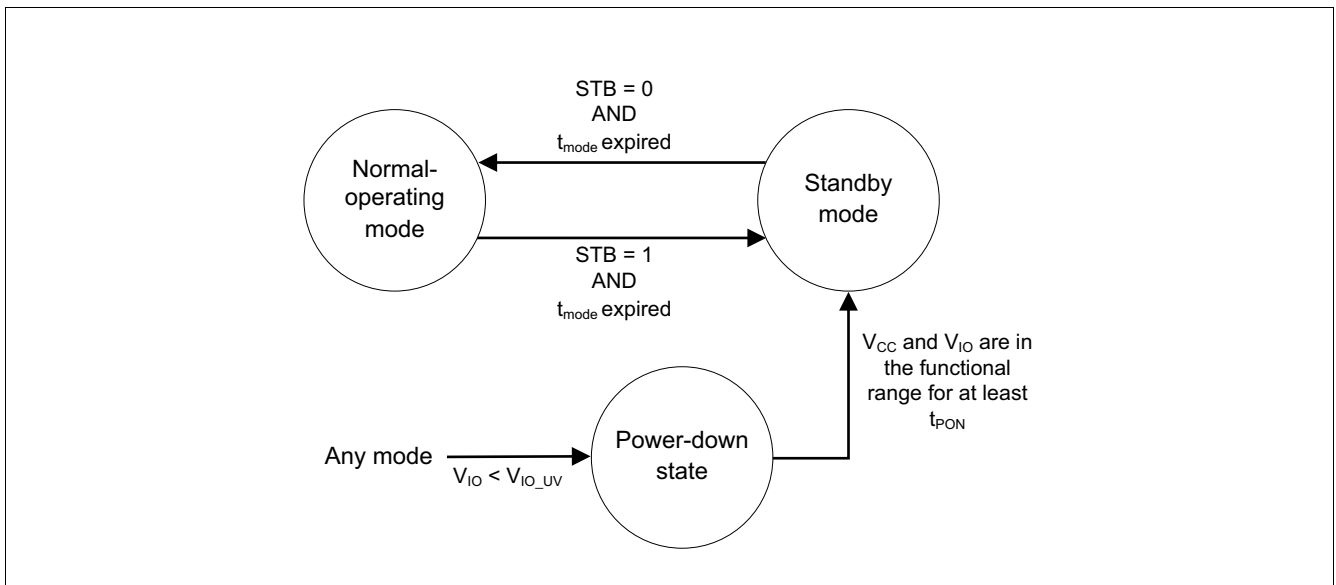 STB = 0
AND
tmode expired
Normal-
operating
mode
Standby
mode
STB = 1
AND
tmode expired
VCC and VIO are in
the functional
range for at least
tPON
Power-down
state
Any mode
VIO < VIO_UV